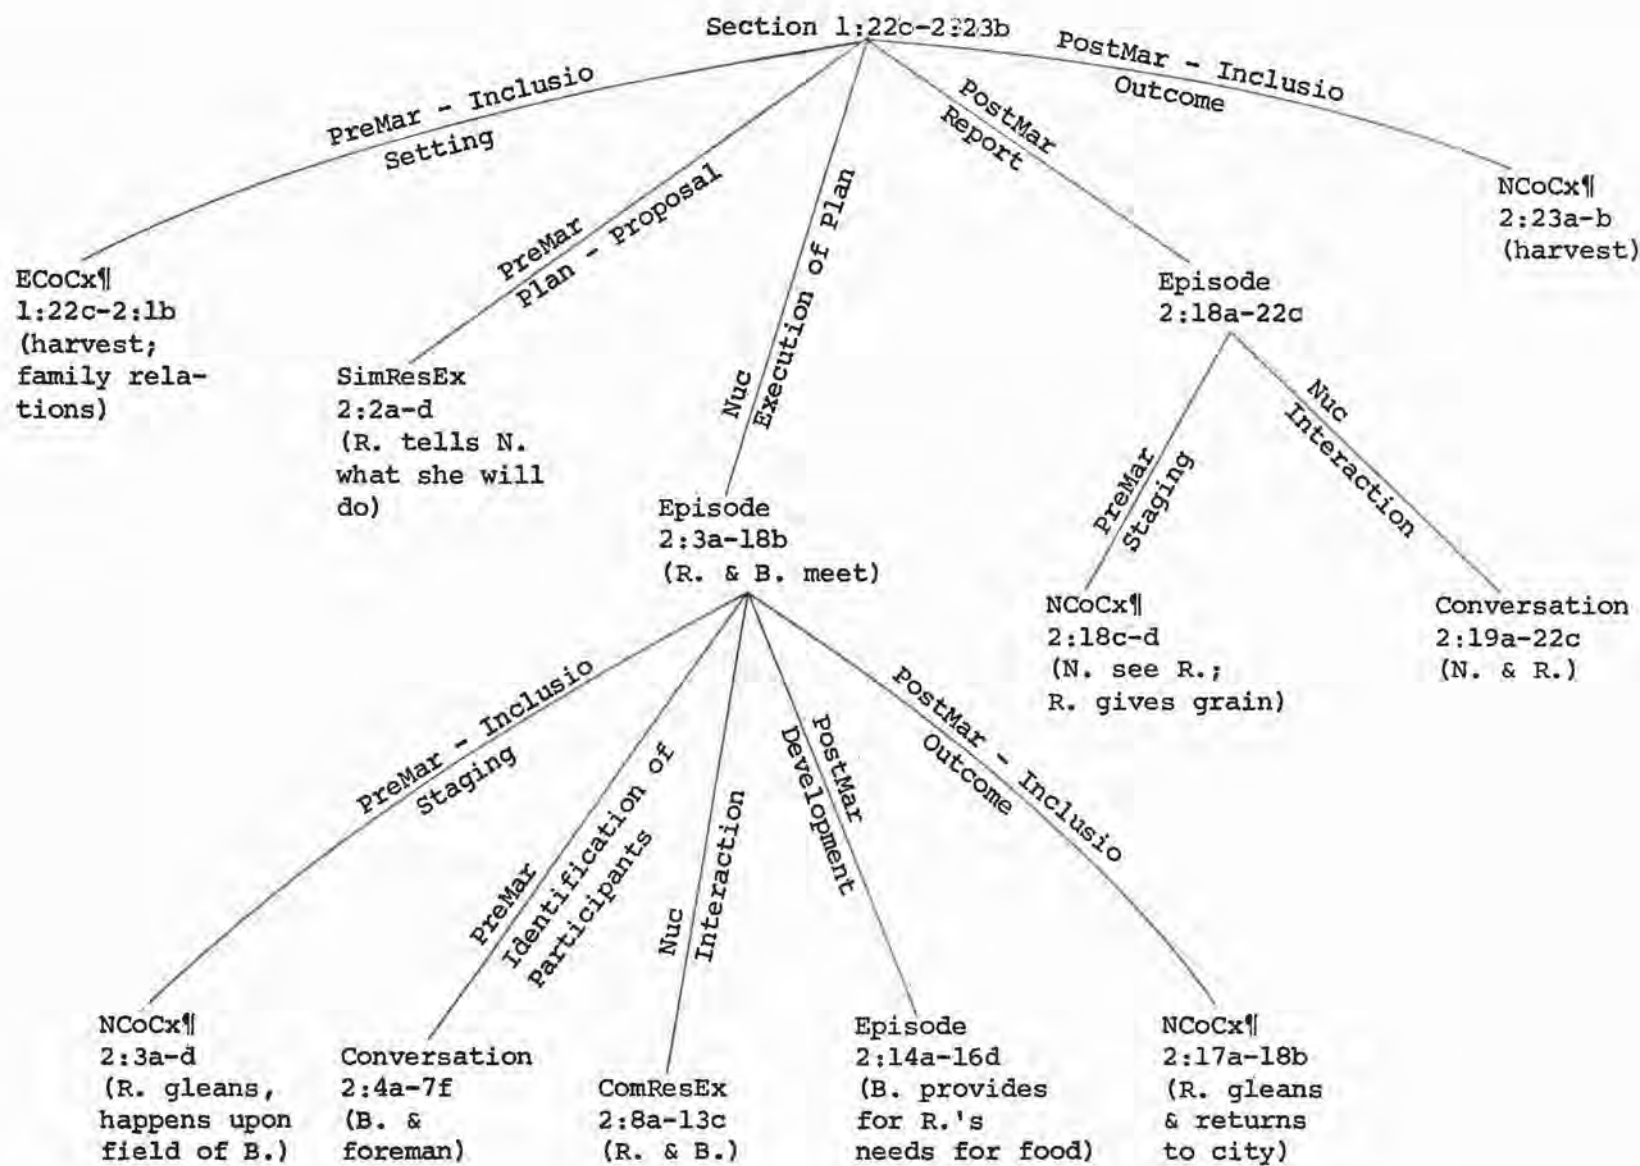 Section 1:22c-2:23b
PreMar - Inclusio
Setting
PreMar
Plan - Proposal
Nuc
Execution of Plan
PostMar
Report
PostMar - Inclusio
Outcome
ECoCx¶
1:22c-2:1b
(harvest;
family rela-
tions)
SimResEx
2:2a-d
(R. tells N.
what she will
do)
Episode
2:3a-18b
(R. & B. meet)
Episode
2:18a-22c
NCoCx¶
2:23a-b
(harvest)
PreMar
Staging
Nuc
Interaction
NCoCx¶
2:18c-d
(N. see R.;
R. gives grain)
Conversation
2:19a-22c
(N. & R.)
PreMar - Inclusio
Staging
PreMar
Identification of
Participants
Nuc
Interaction
PostMar
Development
PostMar - Inclusio
Outcome
NCoCx¶
2:3a-d
(R. gleans,
happens upon
field of B.)
Conversation
2:4a-7f
(B. &
foreman)
ComResEx
2:8a-13c
(R. & B.)
Episode
2:14a-16d
(B. provides
for R.'s
needs for food)
NCoCx¶
2:17a-18b
(R. gleans
& returns
to city)